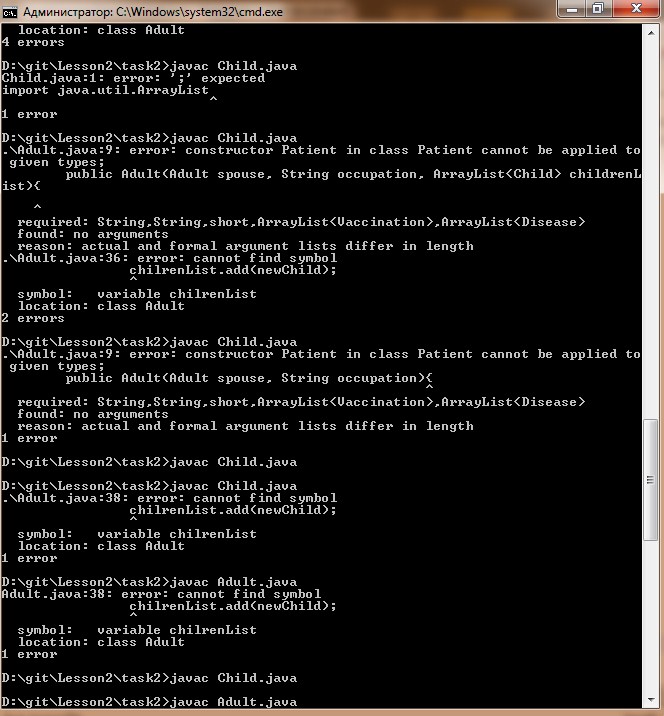 Администратор: C:\Windows\system32\cmd.exe
location: class Adult
4 errors
D:\git\Lesson2\task2>javac Child.java
Child.java:1: error: ';' expected
import java.util.ArrayList
^
1 error
D:\git\Lesson2\task2>javac Child.java
.\Adult.java:9: error: constructor Patient in class Patient cannot be applied to
given types;
public Adult(Adult spouse, String occupation, ArrayList<Child> childrenL
ist){
^
required: String,String,short,ArrayList<Vaccination>,ArrayList<Disease>
found: no arguments
reason: actual and formal argument lists differ in length
.\Adult.java:36: error: cannot find symbol
chilrenList.add(newChild);
^
symbol:   variable chilrenList
location: class Adult
2 errors
D:\git\Lesson2\task2>javac Child.java
.\Adult.java:9: error: constructor Patient in class Patient cannot be applied to
given types;
public Adult(Adult spouse, String occupation){
^
required: String,String,short,ArrayList<Vaccination>,ArrayList<Disease>
found: no arguments
reason: actual and formal argument lists differ in length
1 error
D:\git\Lesson2\task2>javac Child.java
D:\git\Lesson2\task2>javac Child.java
.\Adult.java:38: error: cannot find symbol
chilrenList.add(newChild);
^
symbol:   variable chilrenList
location: class Adult
1 error
D:\git\Lesson2\task2>javac Adult.java
Adult.java:38: error: cannot find symbol
chilrenList.add(newChild);
^
symbol:   variable chilrenList
location: class Adult
1 error
D:\git\Lesson2\task2>javac Child.java
D:\git\Lesson2\task2>javac Adult.java